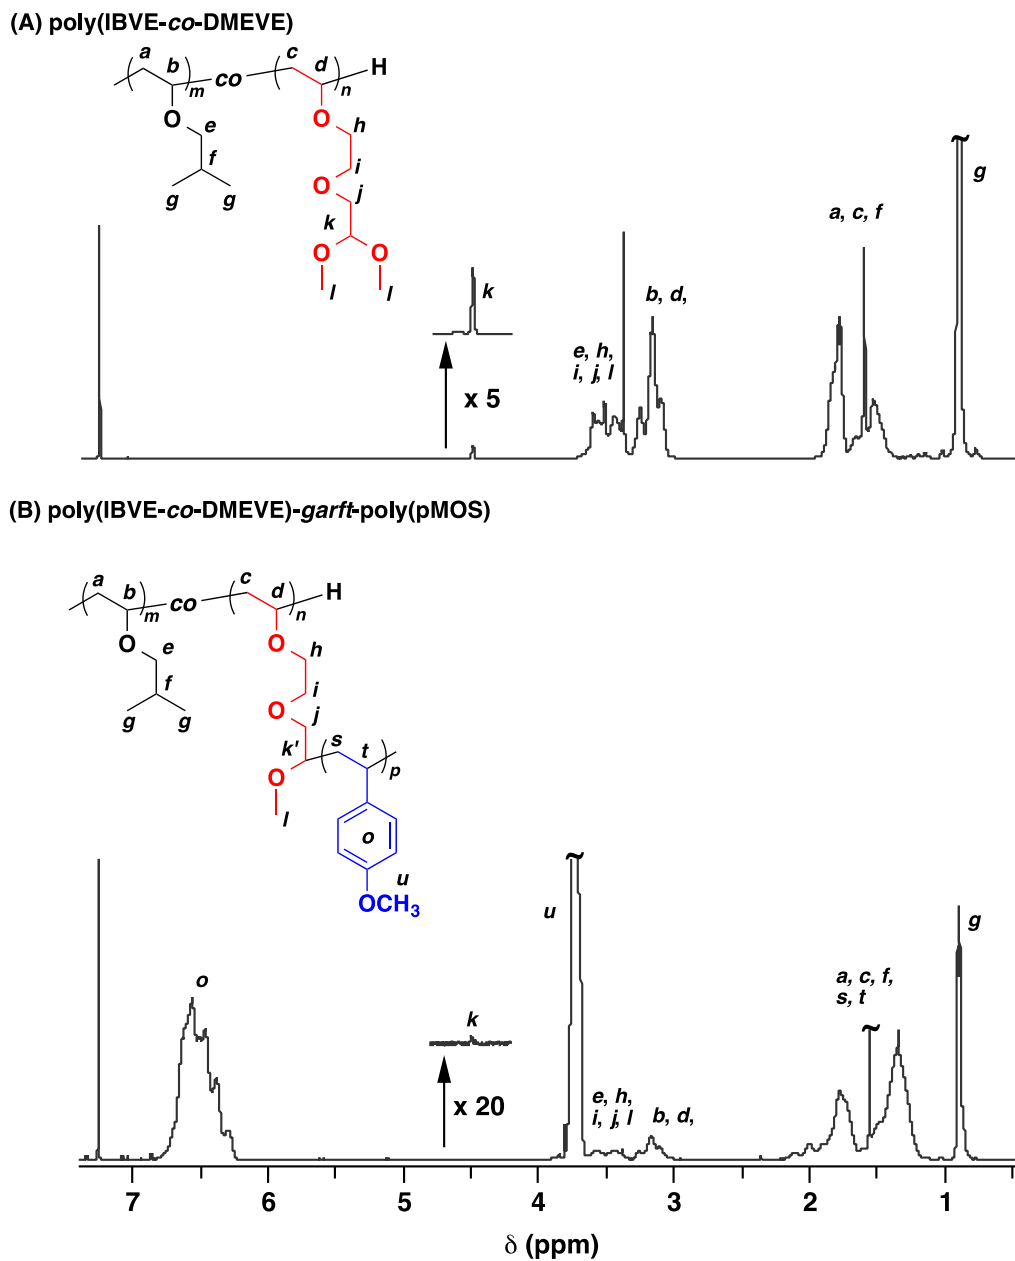 (A) poly(IBVE-co-DMEVE)
a
b
m
co
c
d
n
H
O
e
f
g
g
O
h
i
O
j
k
O
O
l
l
k
x 5
e, h,
i, j, l
b, d,
a, c, f
g
(B) poly(IBVE-co-DMEVE)-garft-poly(pMOS)
a
b
m
co
c
d
n
H
O
e
f
g
g
O
h
i
O
j
k'
s
t
p
O
l
o
u
OCH3
o
k
x 20
u
e, h,
i, j, l
b, d,
a, c, f,
s, t
g
7
6
5
4
3
2
1
δ (ppm)